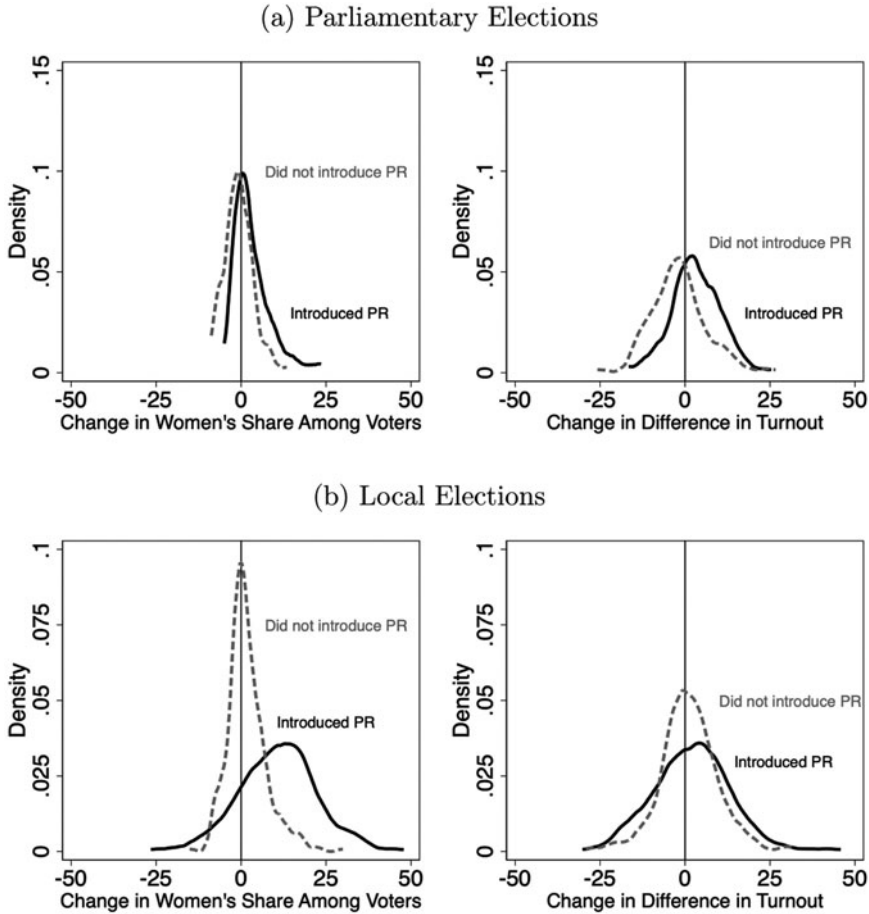 (a) Parliamentary Elections
.15
.1
.05
0
Density
Did not introduce PR
Introduced PR
-50 -25 0 25 50
Change in Women's Share Among Voters
.15
.1
.05
0
Density
Did not introduce PR
Introduced PR
-50 -25 0 25 50
Change in Difference in Turnout
(b) Local Elections
.1
.075
.05
.025
0
Density
Did not introduce PR
Introduced PR
-50 -25 0 25 50
Change in Women's Share Among Voters
.1
.075
.05
.025
0
Density
Did not introduce PR
Introduced PR
-50 -25 0 25 50
Change in Difference in Turnout